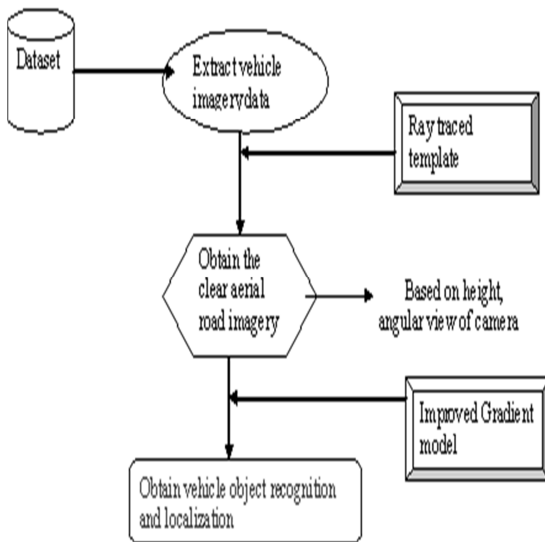 Dataset
Extract vehicle
imagerydata
Ray traced
template
Obtain the
clear aerial
road imagery
Based on height,
angular view of camera
Improved Gradient
model
Obtain vehicle object recognition
and localization